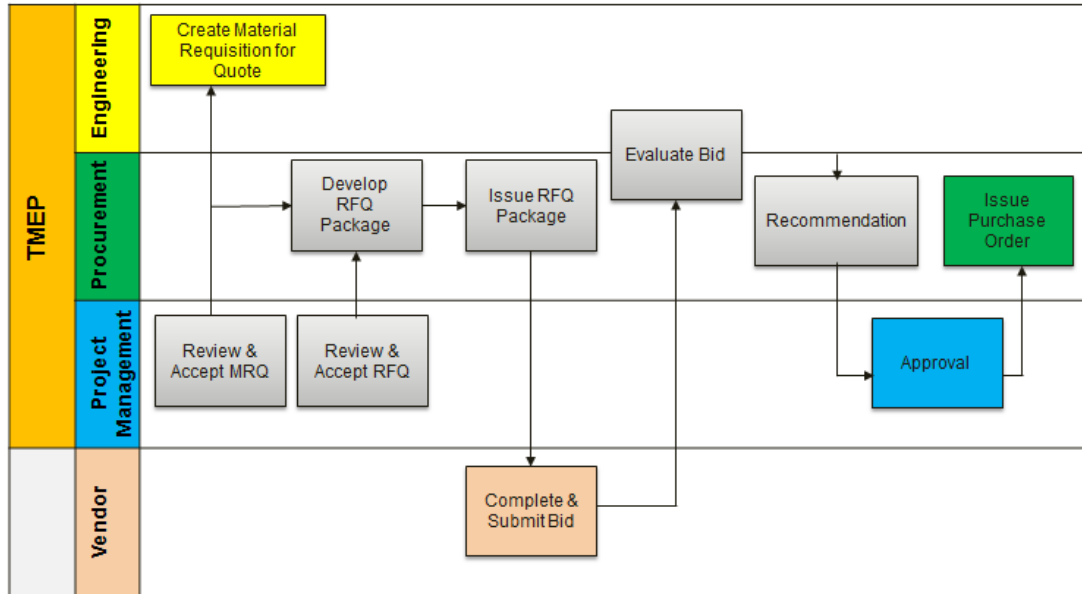 TMEP
Engineering
Create Material
Requisition for
Quote
Evaluate Bid
Procurement
Develop
RFQ
Package
Issue RFQ
Package
Recommendation
Issue
Purchase
Order
Project
Management
Review &
Accept MRQ
Review &
Accept RFQ
Approval
Vendor
Complete &
Submit Bid